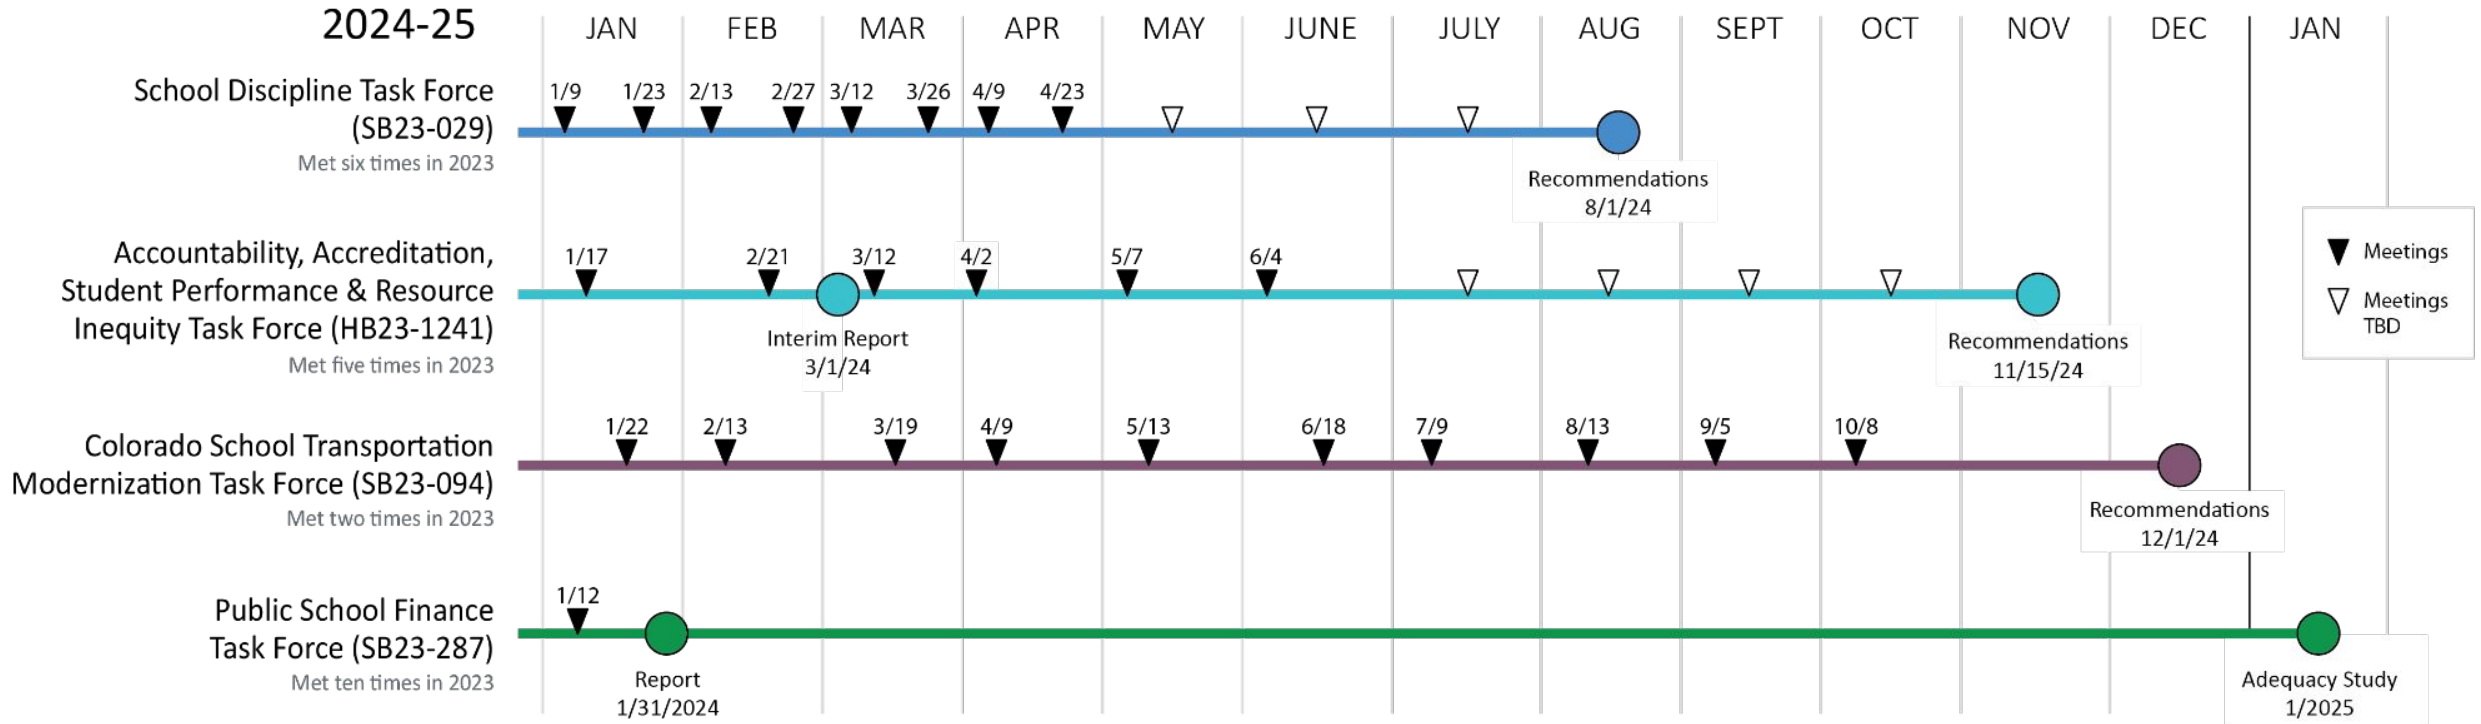 2024-25
JAN FEB MAR APR MAY JUNE JULY AUG SEPT OCT NOV DEC JAN
School Discipline Task Force
(SB23-029)
Met six times in 2023
1/9 1/23 2/13 2/27 3/12 3/26 4/9 4/23
Recommendations
8/1/24
Accountability, Accreditation,
Student Performance & Resource
Inequity Task Force (HB23-1241)
Met five times in 2023
1/17 2/21 3/12 4/2 5/7 6/4
Interim Report
3/1/24
Recommendations
11/15/24
Meetings
Meetings
TBD
Colorado School Transportation
Modernization Task Force (SB23-094)
Met two times in 2023
1/22 2/13 3/19 4/9 5/13 6/18 7/9 8/13 9/5 10/8
Recommendations
12/1/24
Public School Finance
Task Force (SB23-287)
Met ten times in 2023
1/12
Report
1/31/2024
Adequacy Study
1/2025